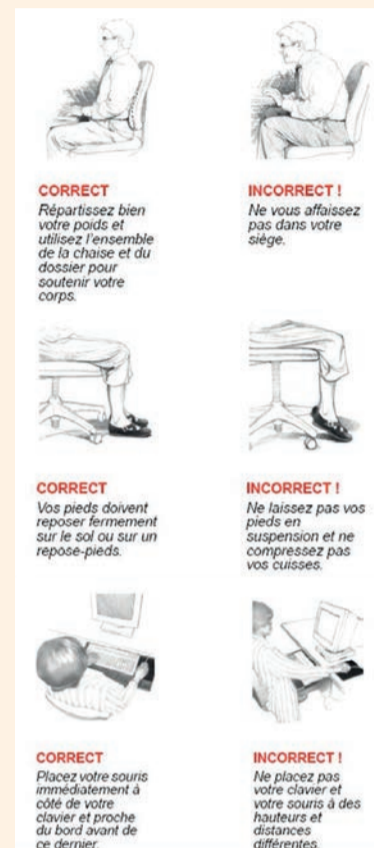 CORRECT
Répartissez bien
votre poids et
utilisez l'ensemble
de la chaise et du
dossier pour
soutenir votre
corps.
INCORRECT !
Ne vous affaissez
pas dans votre
siège.
CORRECT
Vos pieds doivent
reposer fermement
sur le sol ou sur un
repose-pieds.
INCORRECT !
Ne laissez pas vos
pieds en
suspension et ne
compressez pas
vos cuisses.
CORRECT
Placez votre souris
immédiatement à
côté de votre
clavier et proche
du bord avant de
ce dernier.
INCORRECT !
Ne placez pas
votre clavier et
votre souris à des
hauteurs et
distances
différentes.